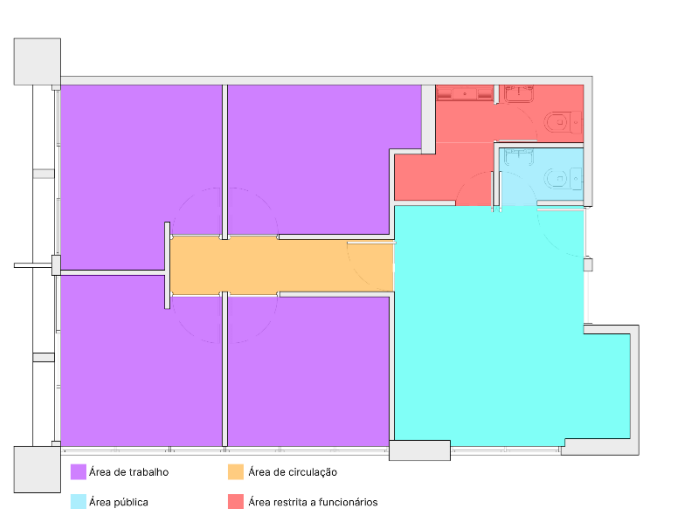 Área de trabalho
Área de circulação
Área pública
Área restrita a funcionários